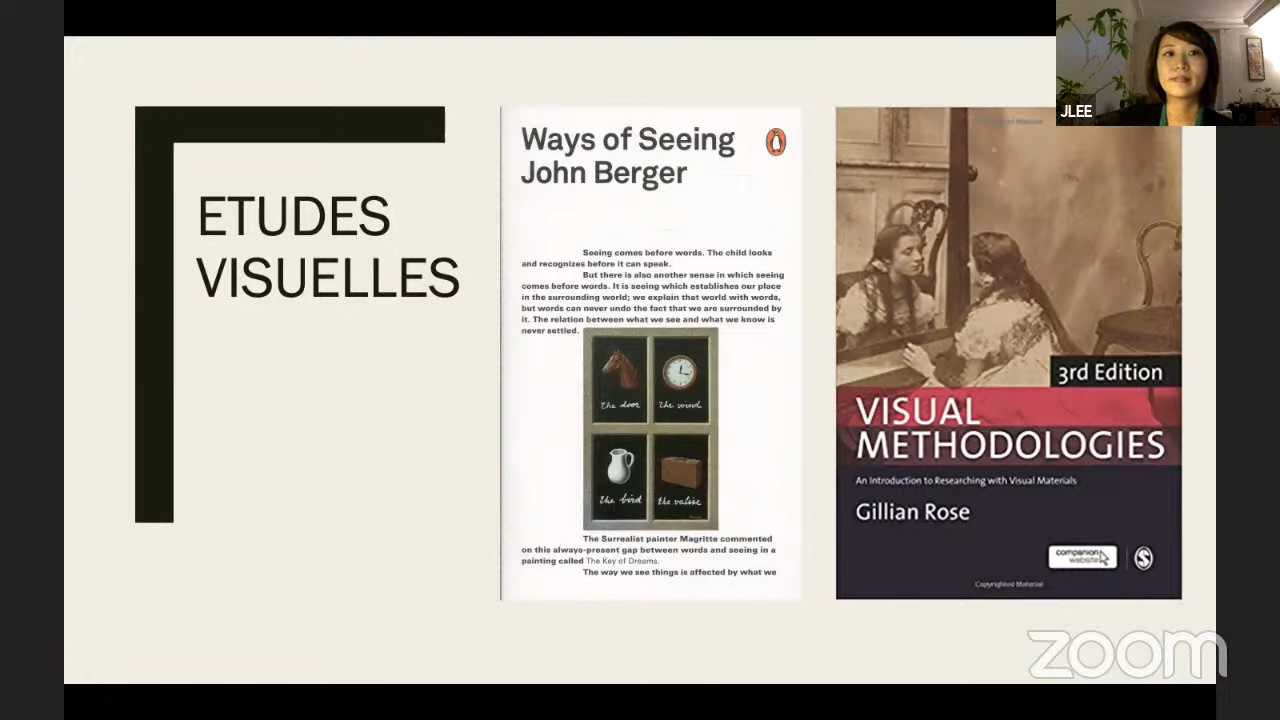 JLEE
ETUDES
VISUELLES
Ways of Seeing
John Berger
Seeing comes before words. The child looks
and recognizes before it can speak.
But there is also another sense in which seeing
comes before words. It is seeing which establishes our place
in the surrounding world; we explain that world with words,
but words can never undo the fact that we are surrounded by
it. The relation between what we see and what we know is
never settled.
the door
the wind
the bird
the valise
The Surrealist painter Magritte commented
on this always-present gap between words and seeing in a
painting called The Key of Dreams.
The way we see things is affected by what we
3rd Edition
VISUAL
METHODOLOGIES
An Introduction to Researching with Visual Materials
Gillian Rose
companion
website
S
Copyrighted Material
zoom